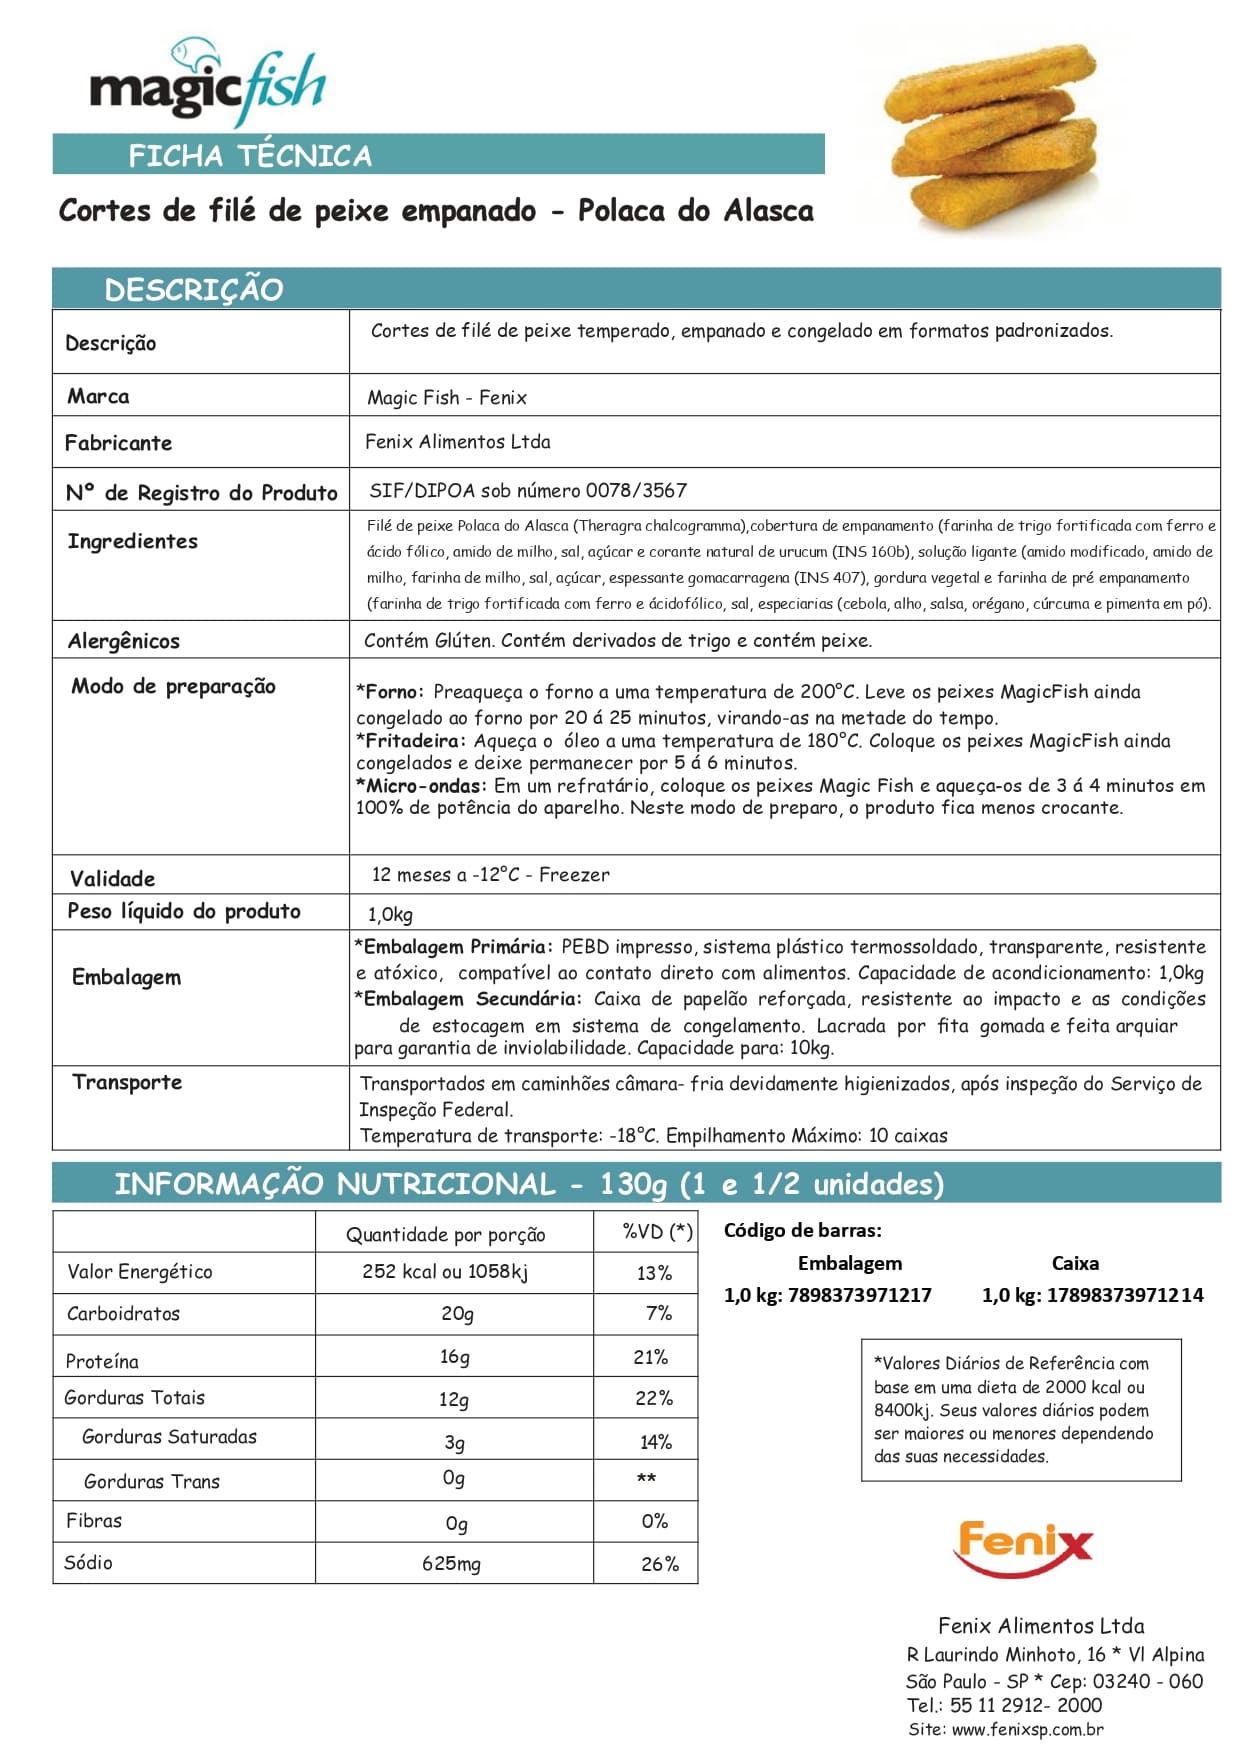 magicfish
FICHA TÉCNICA
Cortes de filé de peixe empanado - Polaca do Alasca
DESCRIÇÃO
Descrição
Cortes de filé de peixe temperado, empanado e congelado em formatos padronizados.
Marca
Magic Fish - Fenix
Fabricante
Fenix Alimentos Ltda
Nº de Registro do Produto
SIF/DIPOA sob número 0078/3567
Ingredientes
Filé de peixe Polaca do Alasca (Theragra chalcogramma),cobertura de empanamento (farinha de trigo fortificada com ferro e
ácido fólico, amido de milho, sal, açúcar e corante natural de urucum (INS 160b), solução ligante (amido modificado, amido de
milho, farinha de milho, sal, açúcar, espessante gomacarragena (INS 407), gordura vegetal e farinha de pré empanamento
(farinha de trigo fortificada com ferro e ácidofólico, sal, especiarias (cebola, alho, salsa, orégano, cúrcuma e pimenta em pó).
Alergênicos
Contém Glúten. Contém derivados de trigo e contém peixe.
Modo de preparação
*Forno: Preaqueça o forno a uma temperatura de 200°C. Leve os peixes MagicFish ainda
congelado ao forno por 20 á 25 minutos, virando-as na metade do tempo.
*Fritadeira: Aqueça o óleo a uma temperatura de 180°C. Coloque os peixes MagicFish ainda
congelados e deixe permanecer por 5 á 6 minutos.
*Micro-ondas: Em um refratário, coloque os peixes Magic Fish e aqueça-os de 3 á 4 minutos em
100% de potência do aparelho. Neste modo de preparo, o produto fica menos crocante.
Validade
12 meses a -12°C - Freezer
Peso líquido do produto
1,0kg
Embalagem
*Embalagem Primária: PEBD impresso, sistema plástico termossoldado, transparente, resistente
e atóxico, compatível ao contato direto com alimentos. Capacidade de acondicionamento: 1,0kg
*Embalagem Secundária: Caixa de papelão reforçada, resistente ao impacto e as condições
de estocagem em sistema de congelamento. Lacrada por fita gomada e feita arquiar
para garantia de inviolabilidade. Capacidade para: 10kg.
Transporte
Transportados em caminhões câmara- fria devidamente higienizados, após inspeção do Serviço de
Inspeção Federal.
Temperatura de transporte: -18°C. Empilhamento Máximo: 10 caixas
INFORMAÇÃO NUTRICIONAL - 130g (1 e 1/2 unidades)
Quantidade por porção %VD (*)
Valor Energético 252 kcal ou 1058kj 13%
Carboidratos 20g 7%
Proteína 16g 21%
Gorduras Totais 12g 22%
Gorduras Saturadas 3g 14%
Gorduras Trans 0g **
Fibras 0g 0%
Sódio 625mg 26%
Código de barras:
Embalagem Caixa
1,0 kg: 7898373971217 1,0 kg: 17898373971214
*Valores Diários de Referência com
base em uma dieta de 2000 kcal ou
8400kj. Seus valores diários podem
ser maiores ou menores dependendo
das suas necessidades.
Fenix
Fenix Alimentos Ltda
R Laurindo Minhoto, 16 * Vl Alpina
São Paulo - SP * Cep: 03240 - 060
Tel.: 55 11 2912- 2000
Site: www.fenixsp.com.br